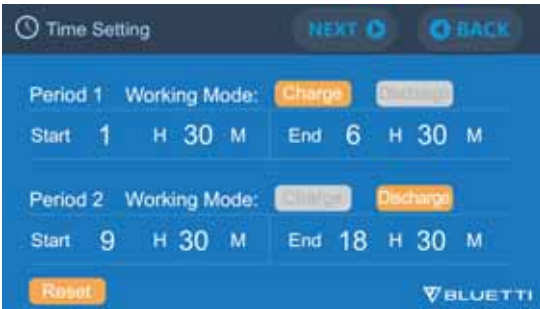 Time Setting NEXT BACK
Period 1 Working Mode: Charge Discharge
Start 1 H 30 M End 6 H 30 M
Period 2 Working Mode: Charge Discharge
Start 9 H 30 M End 18 H 30 M
Reset BLUETTI